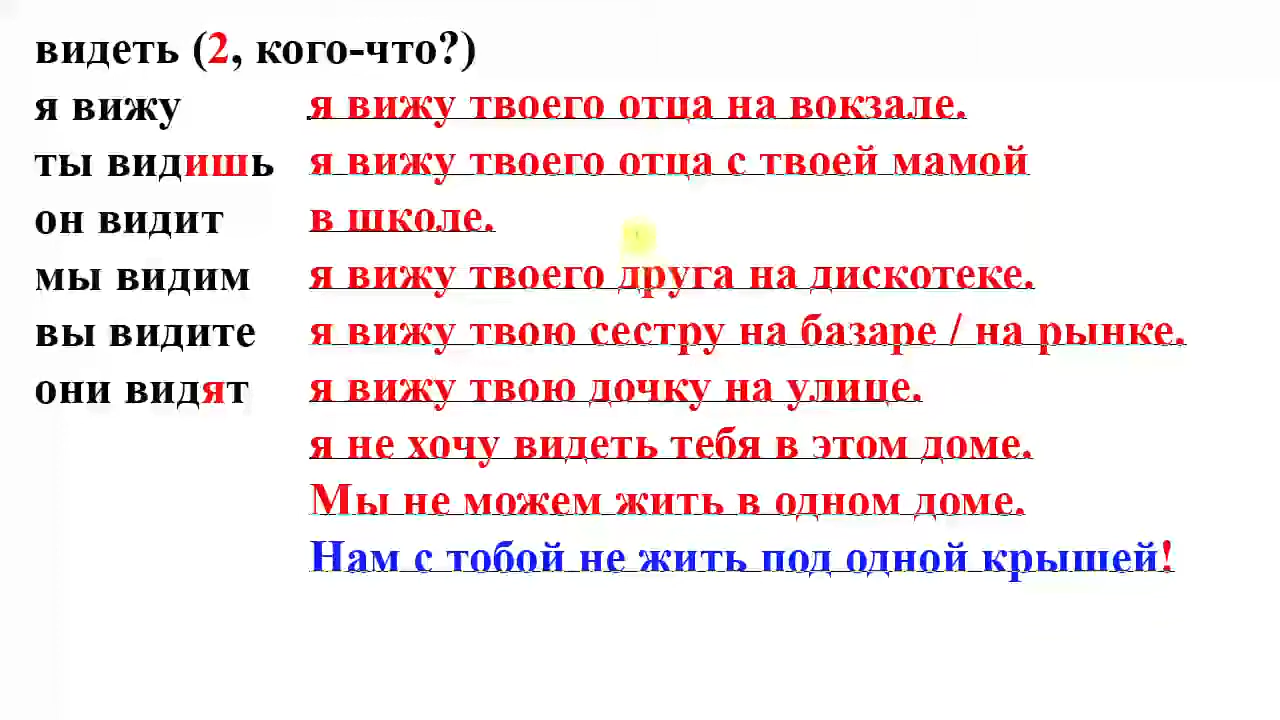 видеть (2, кого-что?)
я вижу я вижу твоего отца на вокзале.
ты видишь я вижу твоего отца с твоей мамой
он видит в школе.
мы видим я вижу твоего друга на дискотеке.
вы видите я вижу твою сестру на базаре / на рынке.
они видят я вижу твою дочку на улице.
я не хочу видеть тебя в этом доме.
Мы не можем жить в одном доме.
Нам с тобой не жить под одной крышей!